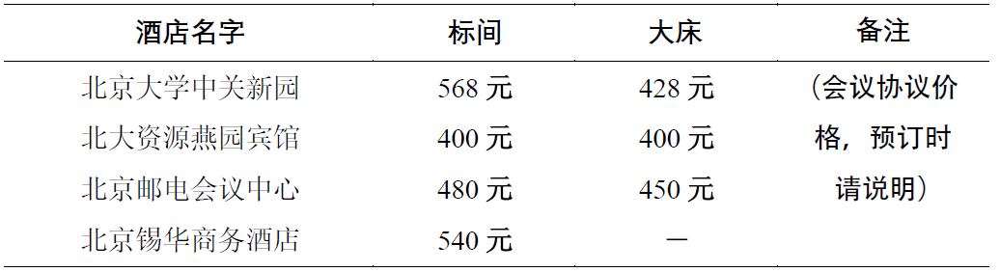 酒店名字 标间 大床 备注
北京大学中关新园 568 元 428 元 （会议协议价
北大资源燕园宾馆 400 元 400 元 格，预订时
北京邮电会议中心 480 元 450 元 请说明）
北京锡华商务酒店 540 元 －